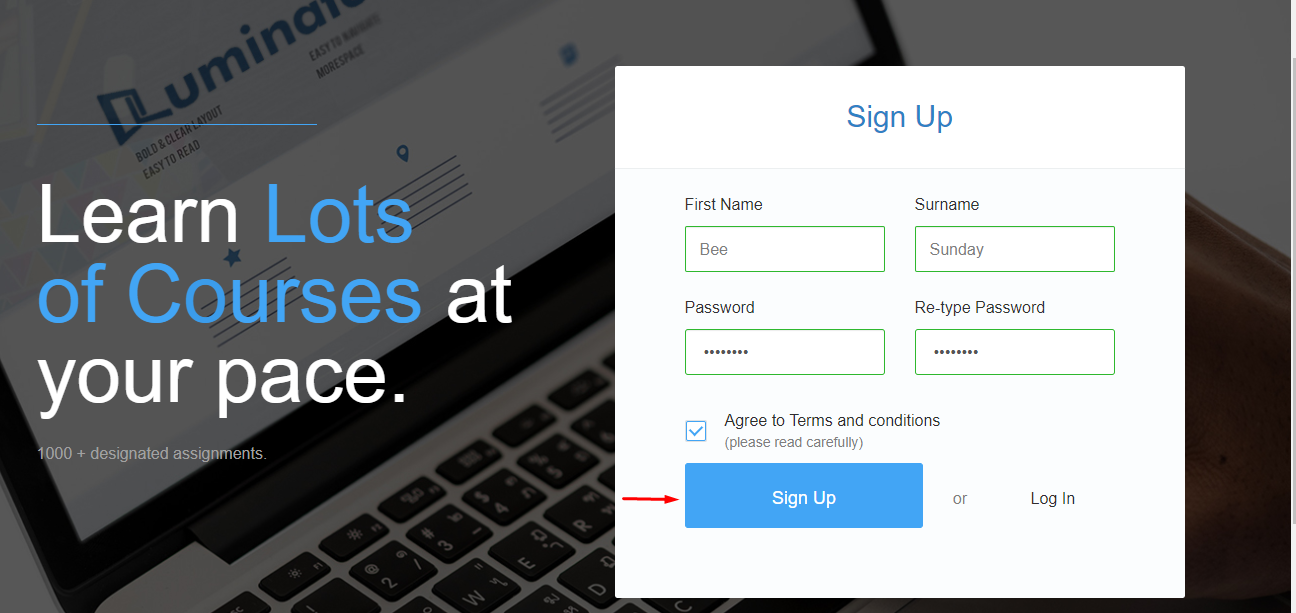 Luminate
EASY TO NAVIGATE
MORESPACE
BOLD & CLEAR LAYOUT
EASY TO READ
Learn Lots
of Courses at
your pace.
1000 + designated assignments.
Sign Up
First Name
Surname
Bee
Sunday
Password
Re-type Password
••••••••
••••••••
Agree to Terms and conditions
(please read carefully)
Sign Up
or
Log In